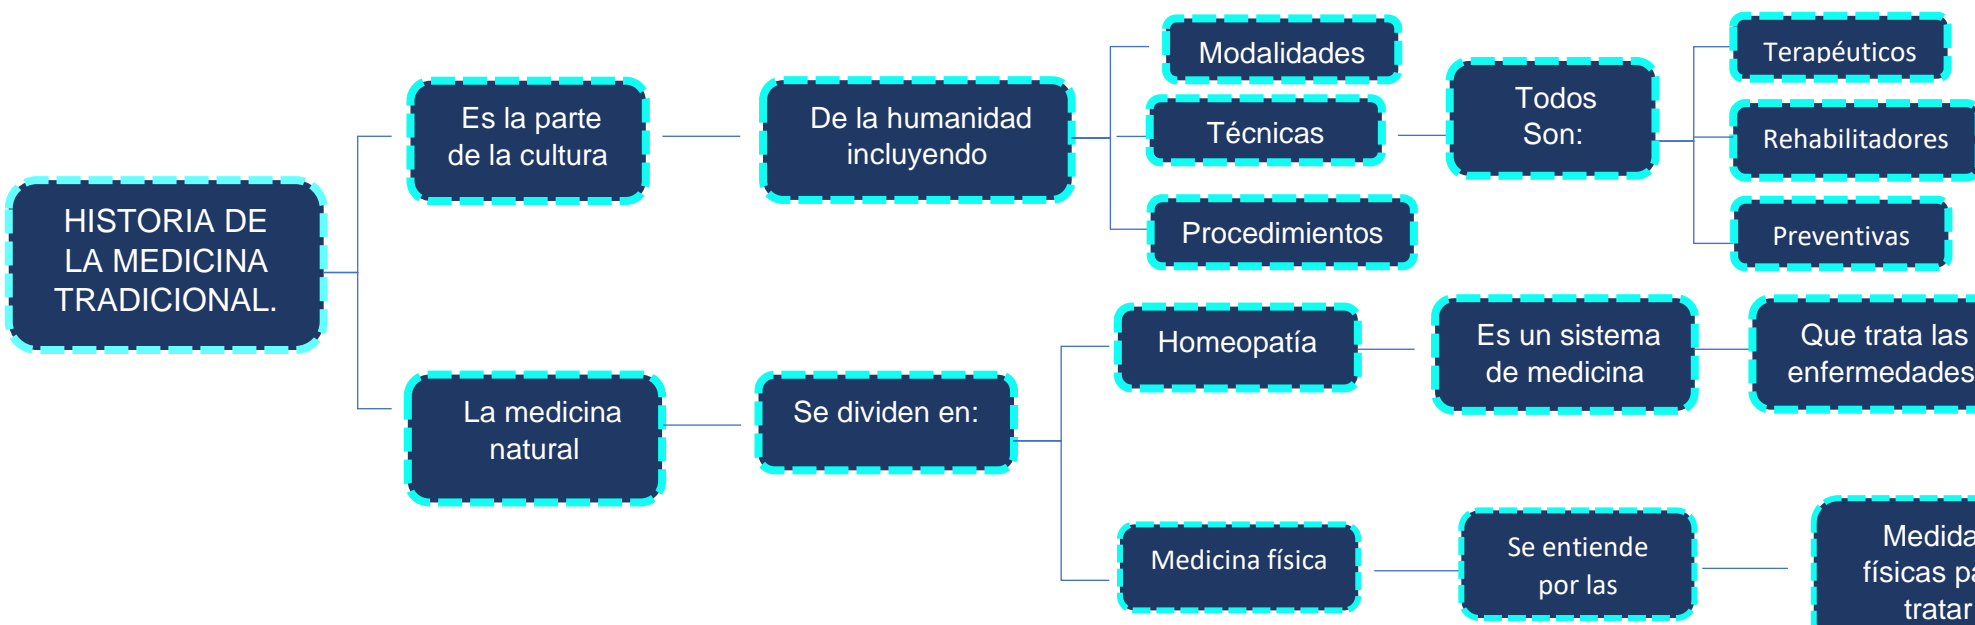 HISTORIA DE
LA MEDICINA
TRADICIONAL.
Es la parte
de la cultura
De la humanidad
incluyendo
Modalidades
Técnicas
Procedimientos
Todos
Son:
Terapéuticos
Rehabilitadores
Preventivas
La medicina
natural
Se dividen en:
Homeopatía
Es un sistema
de medicina
Que trata las
enfermedades
Medicina física
Se entiende
por las
físicas
tratar